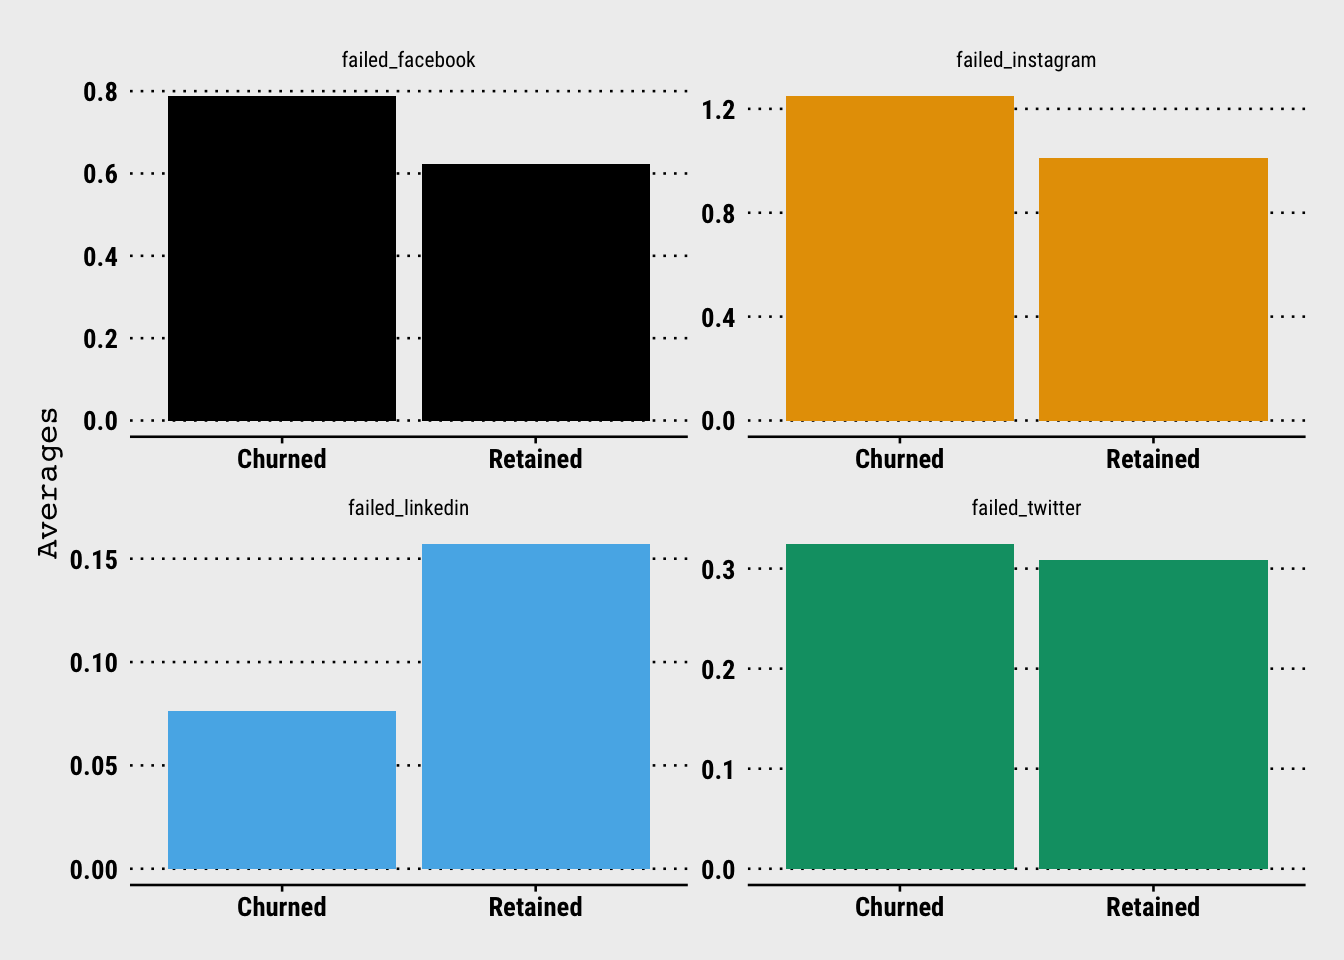 failed_facebook
failed_instagram
0.8
0.6
0.4
0.2
0.0
1.2
0.8
0.4
0.0
Churned Retained
Churned Retained
Averages
failed_linkedin
failed_twitter
0.15
0.10
0.05
0.00
0.3
0.2
0.1
0.0
Churned Retained
Churned Retained